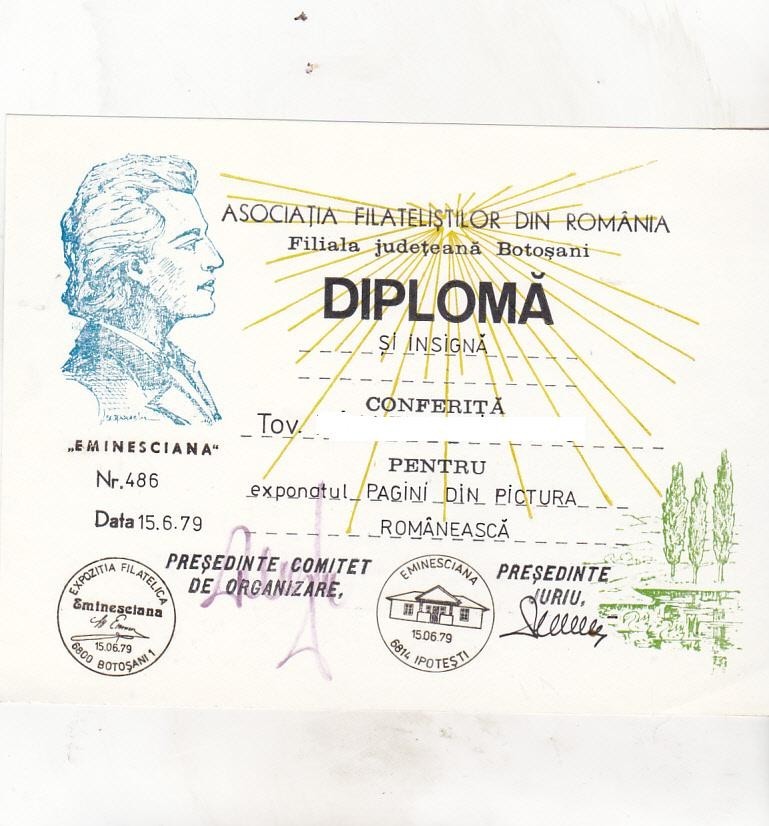 ASOCIAȚIA FILATELIȘTILOR DIN ROMÂNIA
Filiala județeană Botoșani
DIPLOMĂ
ȘI INSIGNĂ
CONFERITĂ
Tov.
PENTRU
exponatul PAGINI DIN PICTURA
ROMÂNEASCĂ
„EMINESCIANA“
Nr. 486
Data 15.6.79
PREȘEDINTE COMITET
DE ORGANIZARE,
PREȘEDINTE
JURIU,
EXPOZIȚIA FILATELICA
Eminesciana
15.06.79
6800 BOTOȘANI 1
EMINESCIANA
15.06.79
6814 IPOTEȘTI